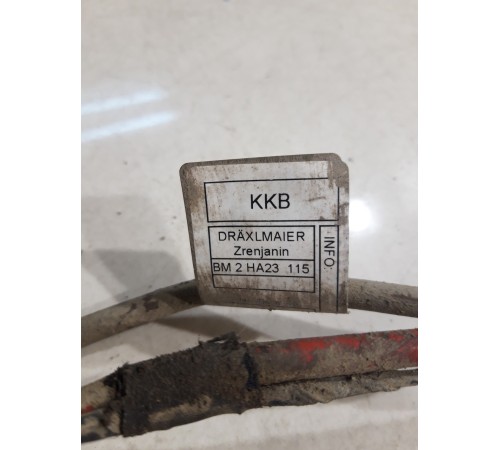 KKB
DRÄXLMAIER
Zrenjanin
BM 2 HA23 .115
INFO: